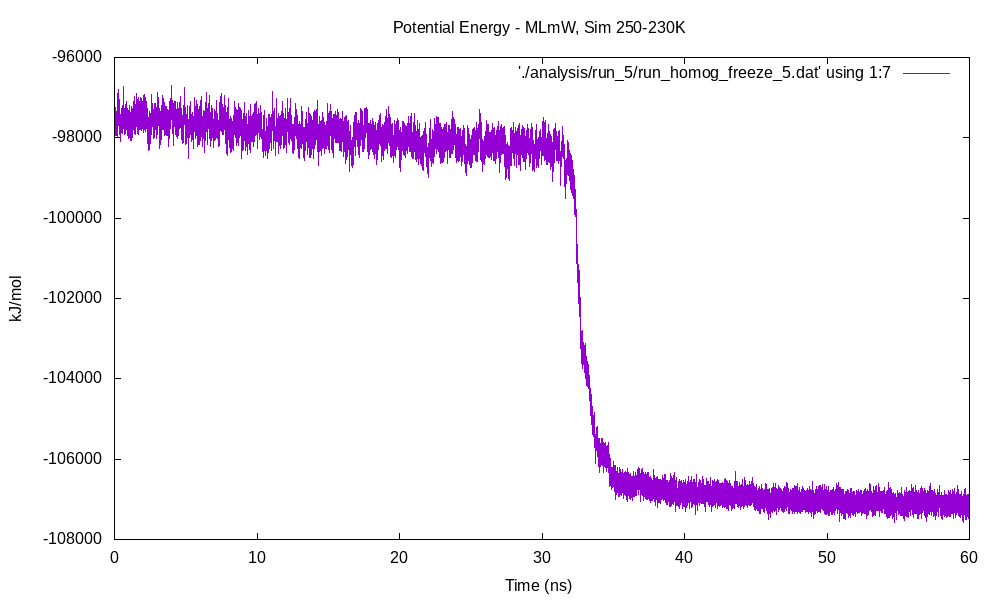 Potential Energy - MLmW, Sim 250-230K
'./analysis/run_5/run_homog_freeze_5.dat' using 1:7
-96000
-98000
-100000
-102000
-104000
-106000
-108000
kJ/mol
0 10 20 30 40 50 60
Time (ns)